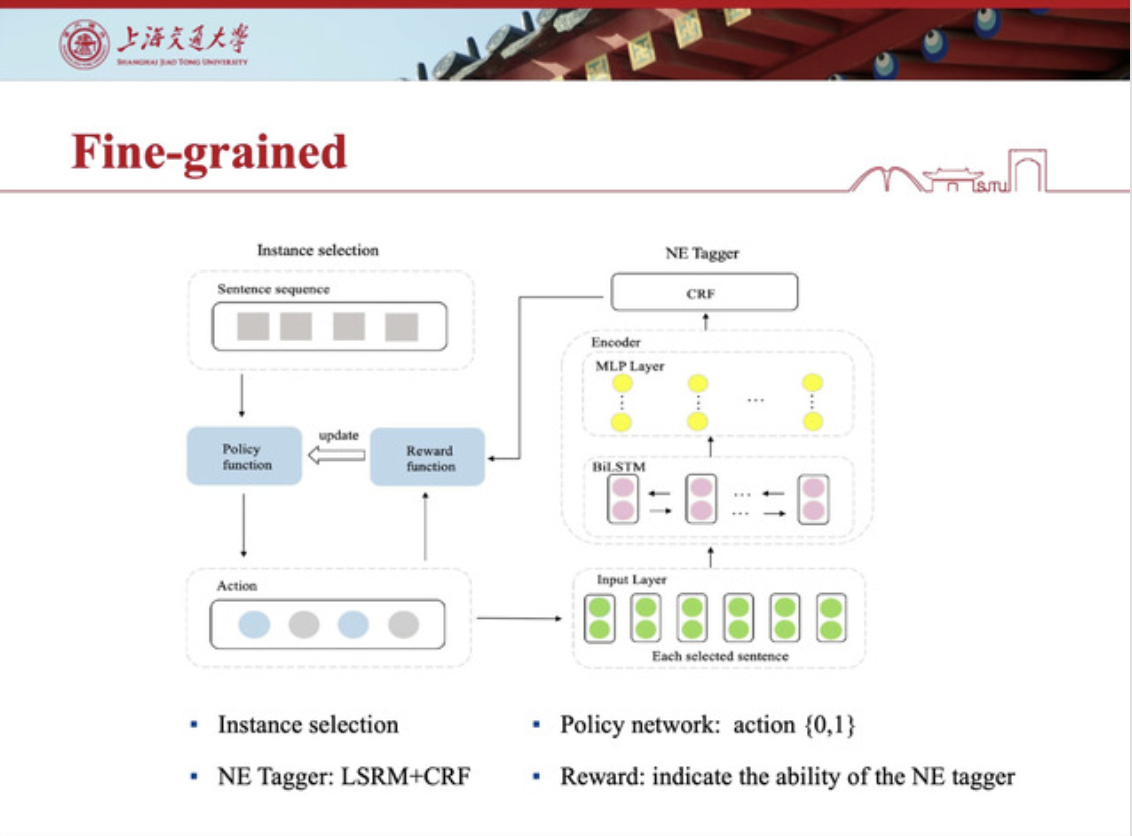 上海交通大学
SHANGHAI JIAO TONG UNIVERSITY
Fine-grained
SJTU
Instance selection
Sentence sequence
Policy
function
update
Reward
function
Action
NE Tagger
CRF
Encoder
MLP Layer
...
BiLSTM
...
...
Input Layer
Each selected sentence
▪ Instance selection
▪ NE Tagger: LSRM+CRF
▪ Policy network: action {0,1}
▪ Reward: indicate the ability of the NE tagger